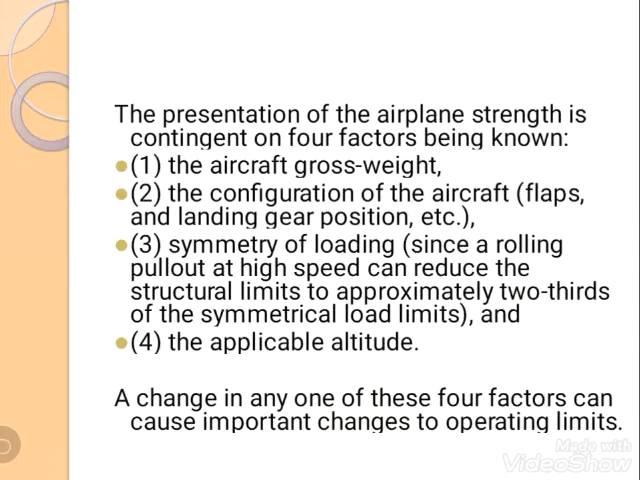 The presentation of the airplane strength is
contingent on four factors being known:
(1) the aircraft gross-weight,
(2) the configuration of the aircraft (flaps,
and landing gear position, etc.),
(3) symmetry of loading (since a rolling
pullout at high speed can reduce the
structural limits to approximately two-thirds
of the symmetrical load limits), and
(4) the applicable altitude.
A change in any one of these four factors can
cause important changes to operating limits.
Made with
VideoShow